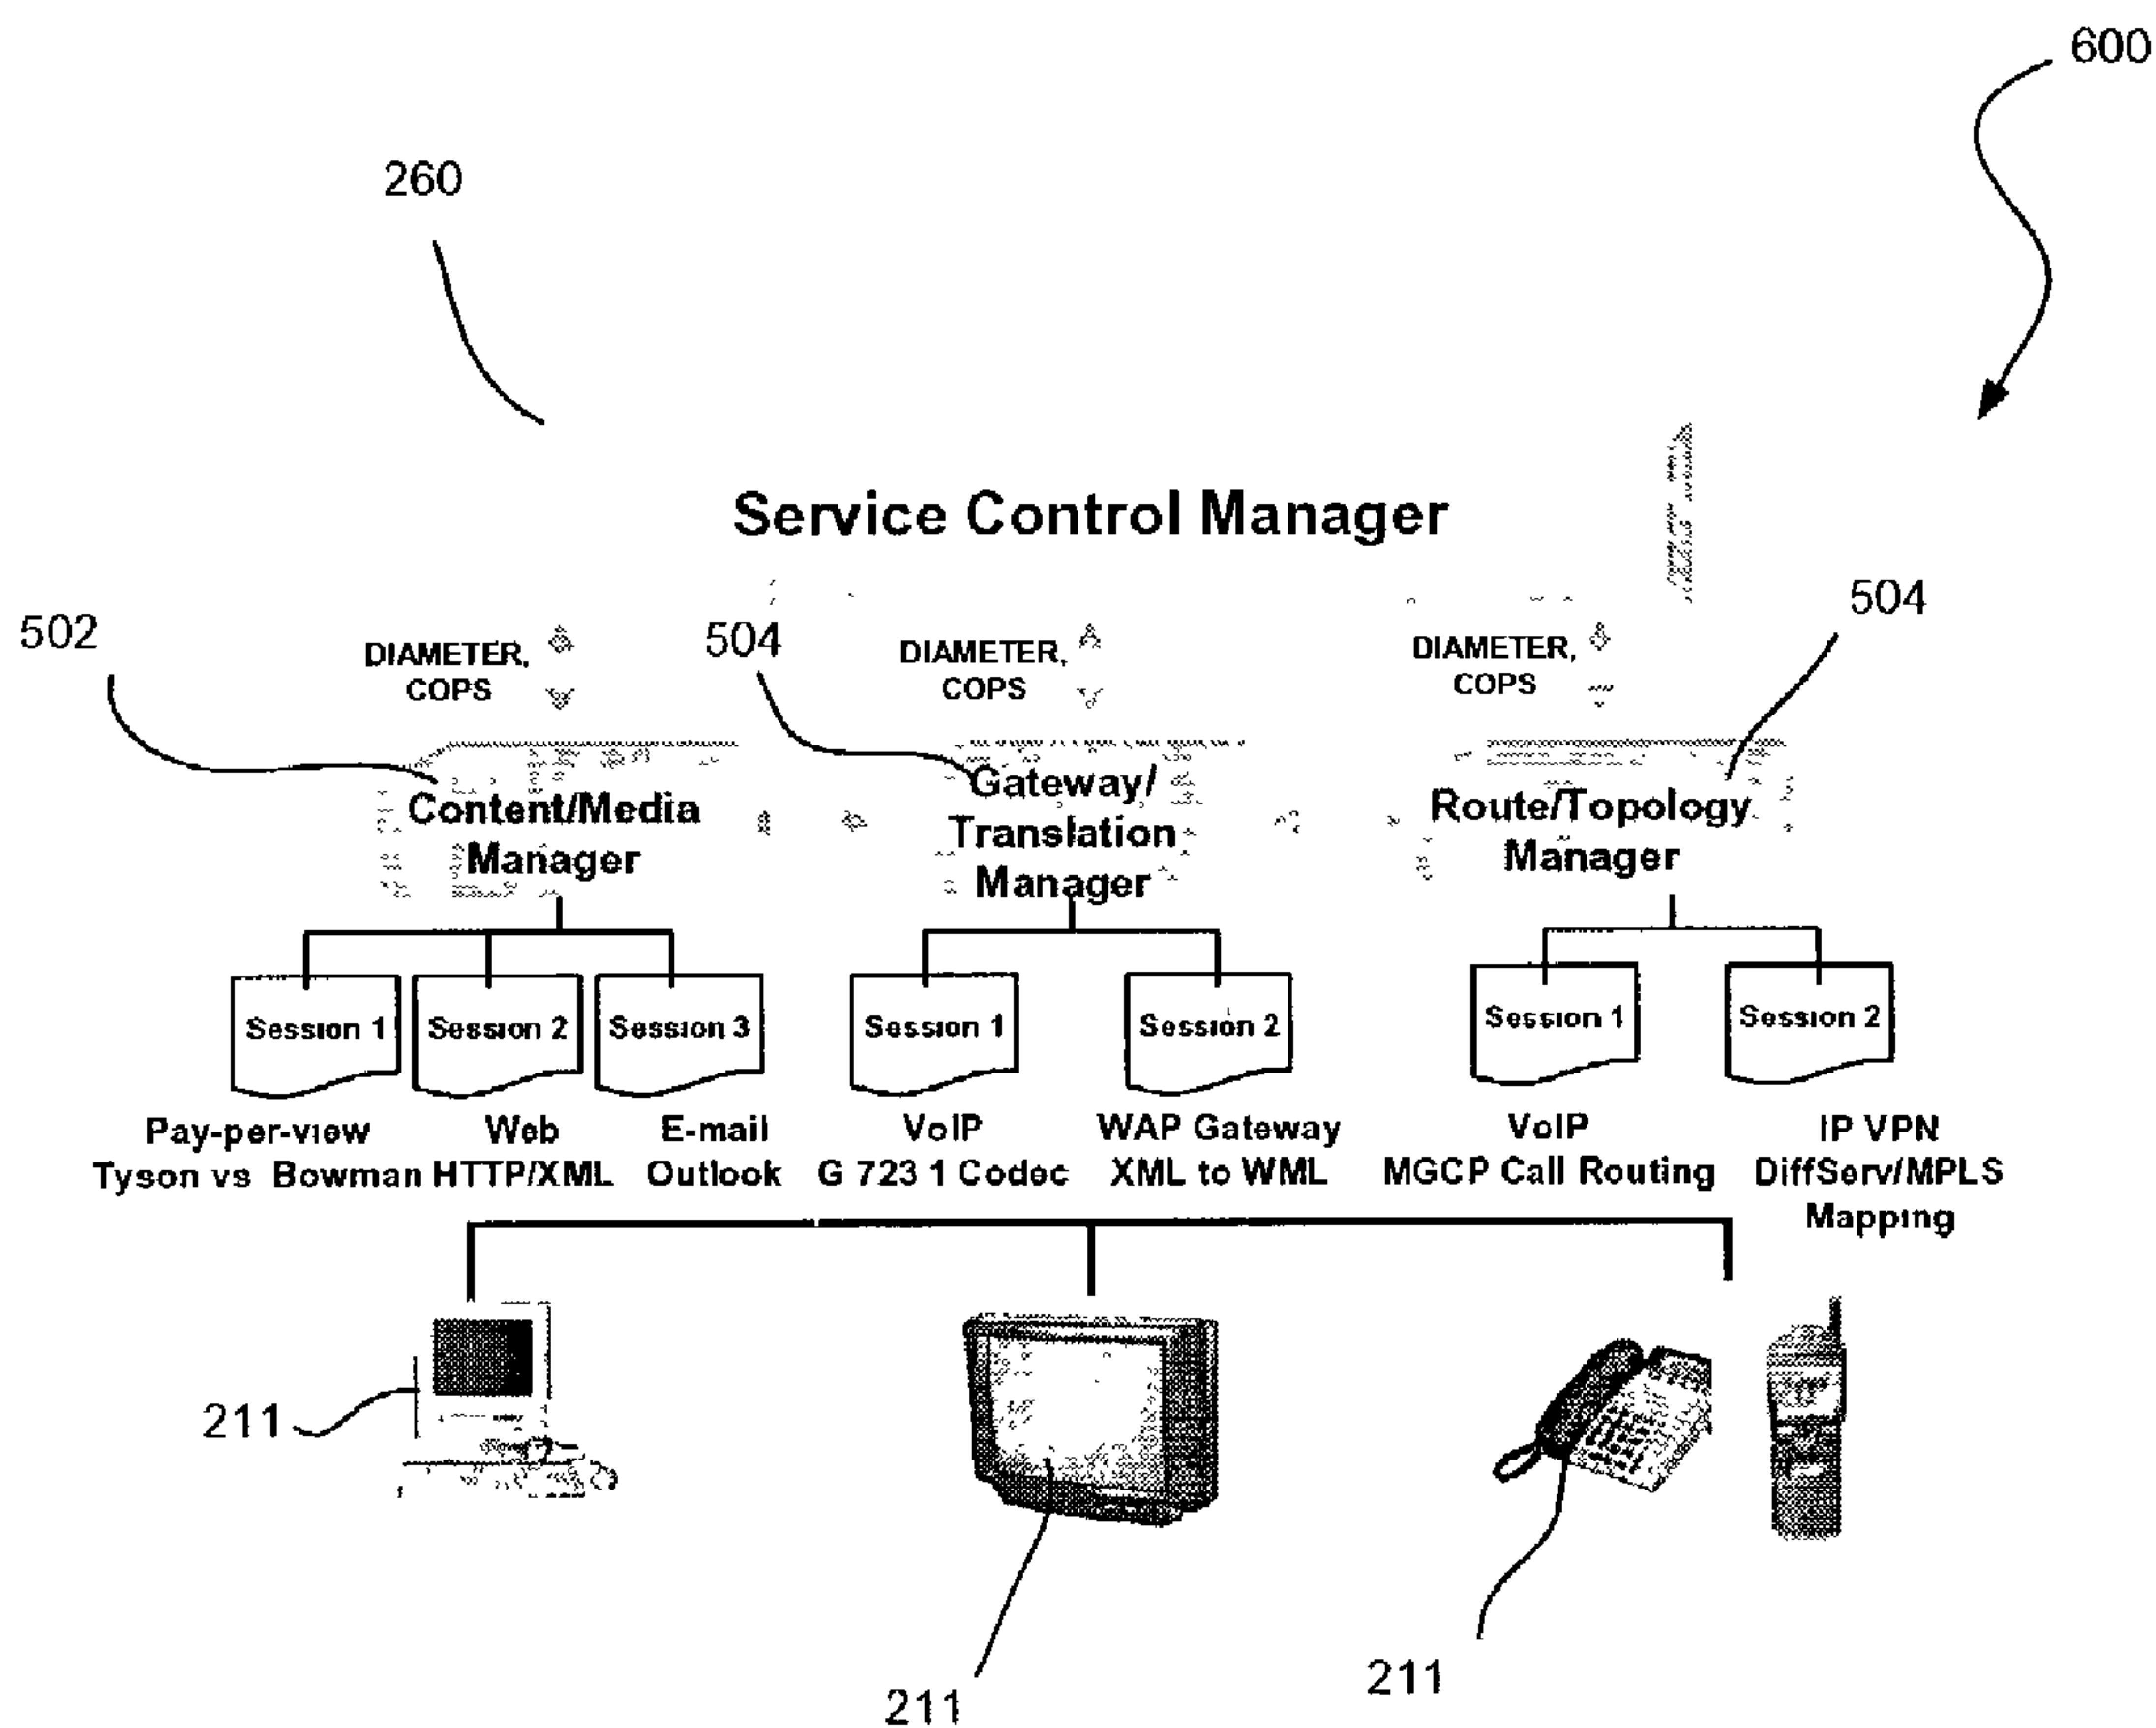 600
260
Service Control Manager
502
DIAMETER,
COPS
504
DIAMETER,
COPS
DIAMETER,
COPS
504
Content/Media
Manager
Gateway/
Translation
Manager
Route/Topology
Manager
Session 1
Session 2
Session 3
Session 1
Session 2
Session 1
Session 2
Pay-per-view
Tyson vs Bowman
Web
HTTP/XML
E-mail
Outlook
VoIP
G 723 1 Codec
WAP Gateway
XML to WML
VoIP
MGCP Call Routing
IP VPN
DiffServ/MPLS
Mapping
211
211
211